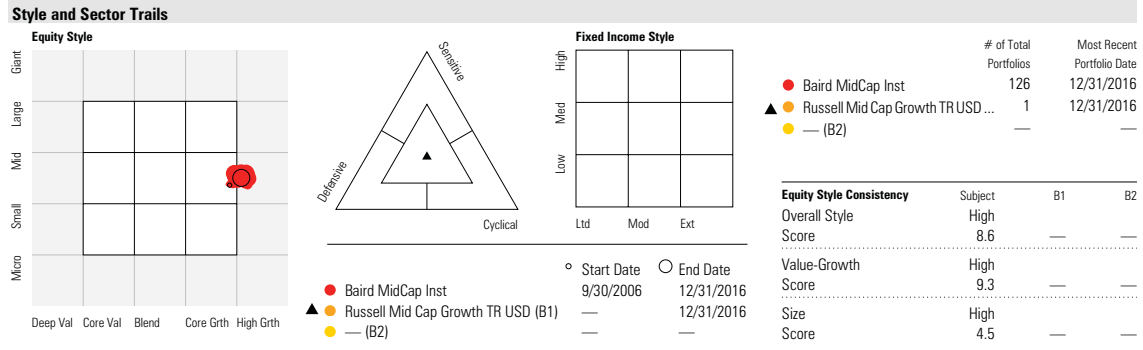 Style and Sector Trails
Equity Style
Giant
Large
Mid
Small
Micro
Deep Val Core Val Blend Core Grth High Grth
Sensitive
Defensive
Cyclical
Fixed Income Style
High
Med
Low
Ltd Mod Ext
Start Date End Date
Baird MidCap Inst 9/30/2006 12/31/2016
Russell Mid Cap Growth TR USD (B1) — 12/31/2016
— (B2) — —
# of Total Most Recent
Portfolios Portfolio Date
Baird MidCap Inst 126 12/31/2016
Russell Mid Cap Growth TR USD ... 1 12/31/2016
— (B2) — —
Equity Style Consistency Subject B1 B2
Overall Style High
Score 8.6 — —
Value-Growth High
Score 9.3 — —
Size High
Score 4.5 — —